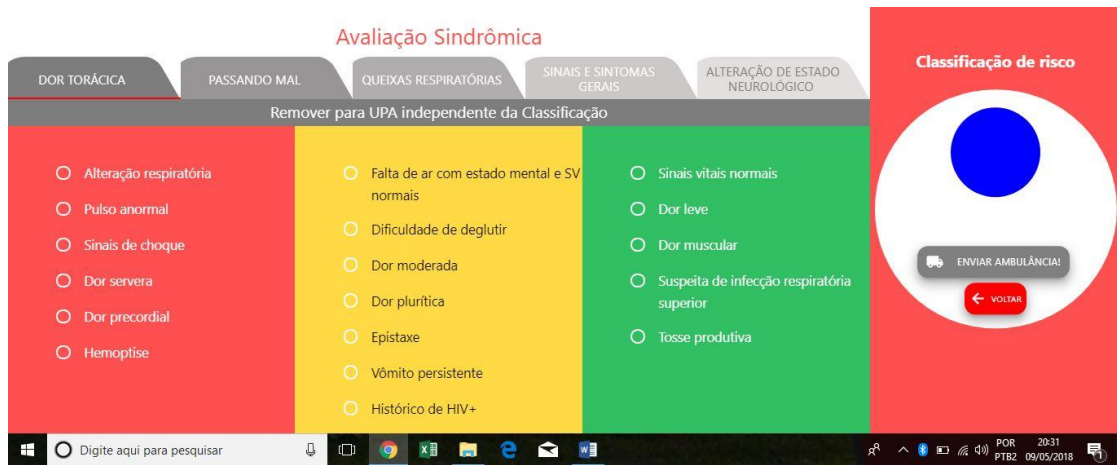 Avaliação Sindrômica
DOR TORÁCICA
PASSANDO MAL
QUEIXAS RESPIRATÓRIAS
SINAIS E SINTOMAS
GERAIS
ALTERAÇÃO DE ESTADO
NEUROLÓGICO
Remover para UPA independente da Classificação
Alteração respiratória
Pulso anormal
Sinais de choque
Dor servera
Dor precordial
Hemoptise
Falta de ar com estado mental e SV
normais
Dificuldade de deglutir
Dor moderada
Dor plurítica
Epistaxe
Vômito persistente
Histórico de HIV+
Sinais vitais normais
Dor leve
Dor muscular
Suspeita de infecção respiratória
superior
Tosse produtiva
Classificação de risco
ENVIAR AMBULÂNCIA!
VOLTAR
Digite aqui para pesquisar
POR
PTB2
20:31
09/05/2018
1